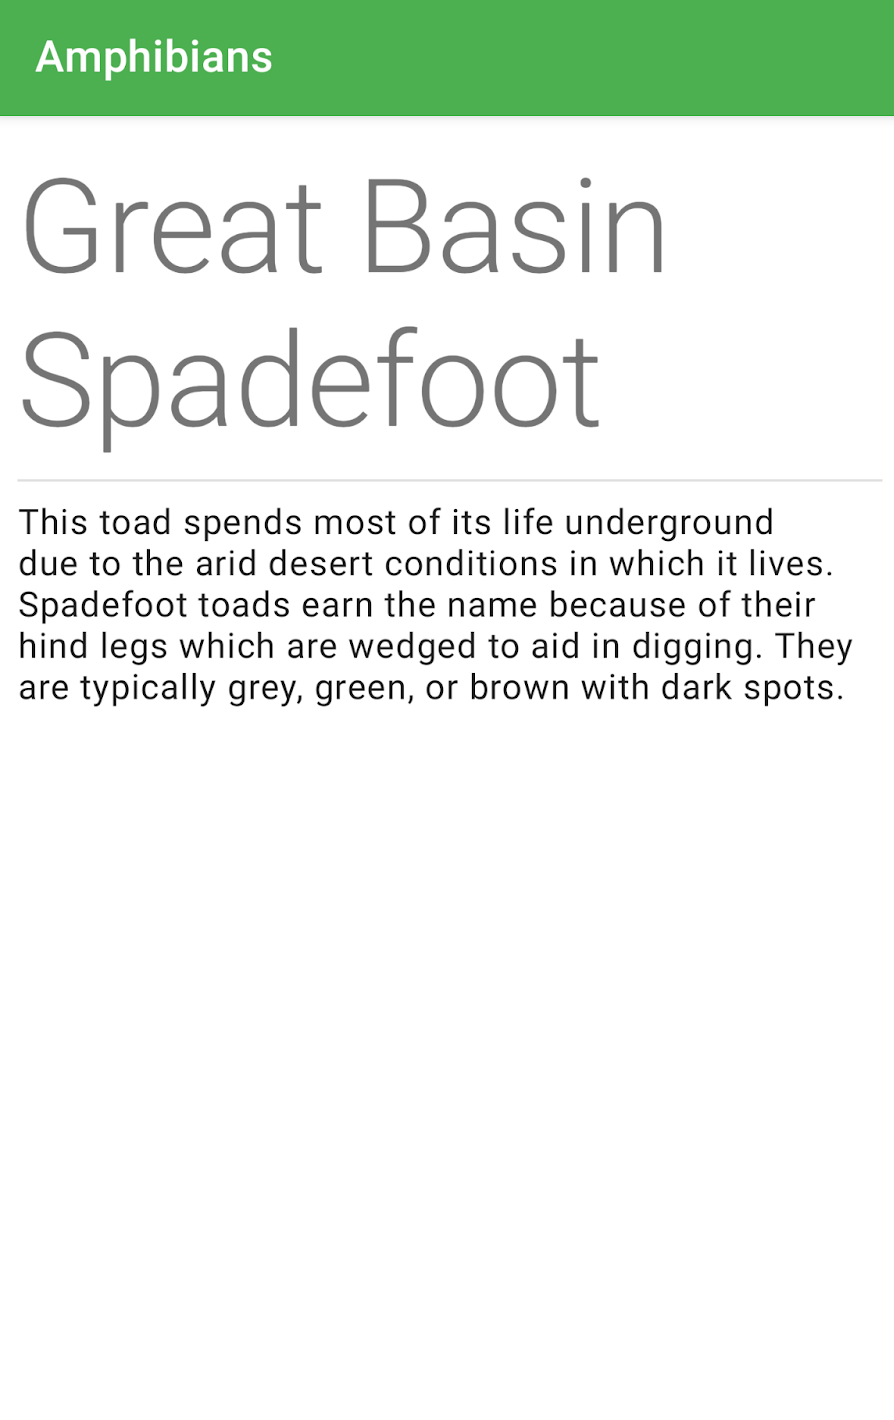 Amphibians
Great Basin
Spadefoot
This toad spends most of its life underground
due to the arid desert conditions in which it lives.
Spadefoot toads earn the name because of their
hind legs which are wedged to aid in digging. They
are typically grey, green, or brown with dark spots.